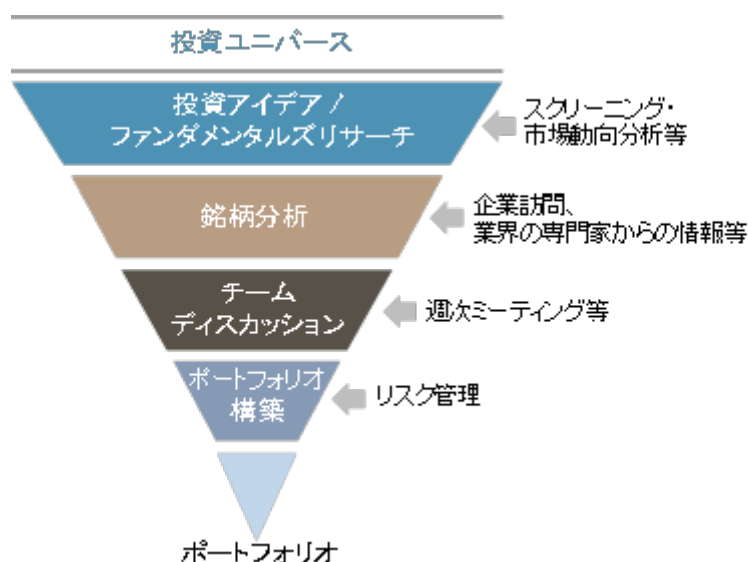 投資ユニバース
投資アイデア /
ファンダメンタルズリサーチ
スクリーニング・
市場動向分析等
銘柄分析
企業訪問、
業界の専門家からの情報等
チーム
ディスカッション
週次ミーティング等
ポートフォリオ
構築
リスク管理
ポートフォリオ